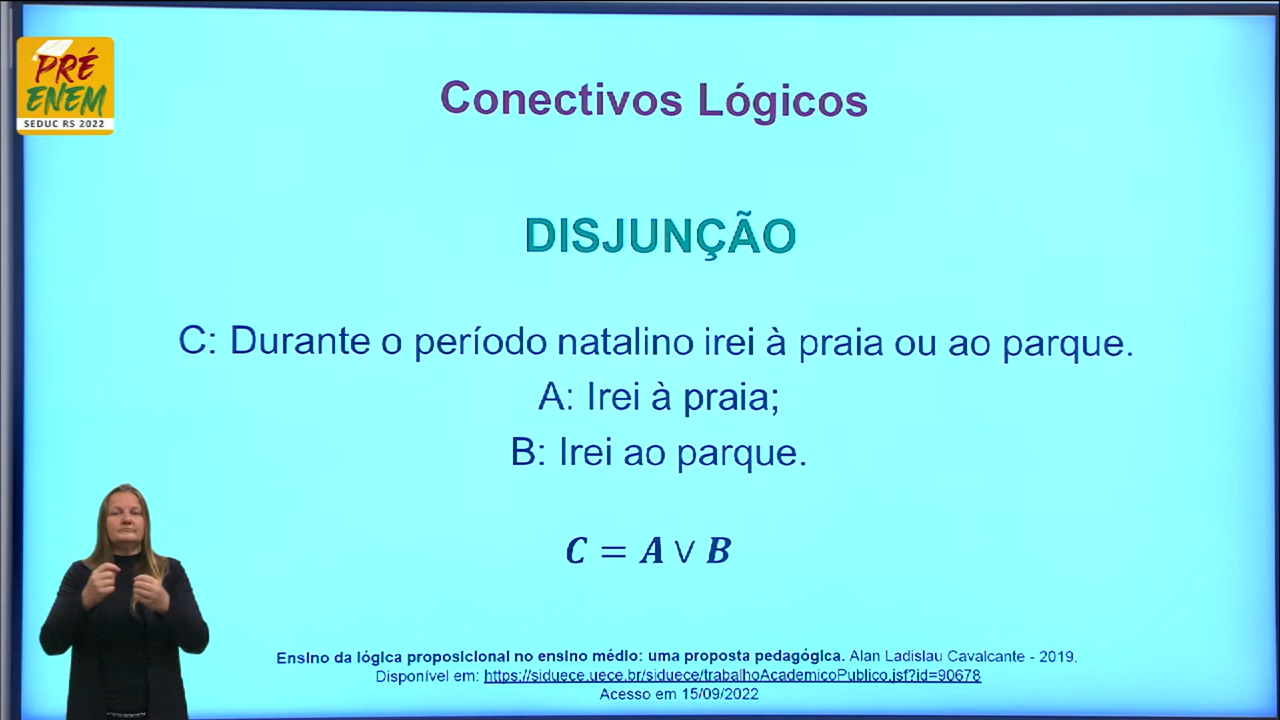 PRÉ
ENEM
SEDUC RS 2022
Conectivos Lógicos
DISJUNÇÃO
C: Durante o período natalino irei à praia ou ao parque.
A: Irei à praia;
B: Irei ao parque.
C = A ∨ B
Ensino da lógica proposicional no ensino médio: uma proposta pedagógica. Alan Ladislau Cavalcante - 2019.
Disponível em: https://siduece.uece.br/siduece/trabalhoAcademicoPublico.jsf?id=90678
Acesso em 15/09/2022